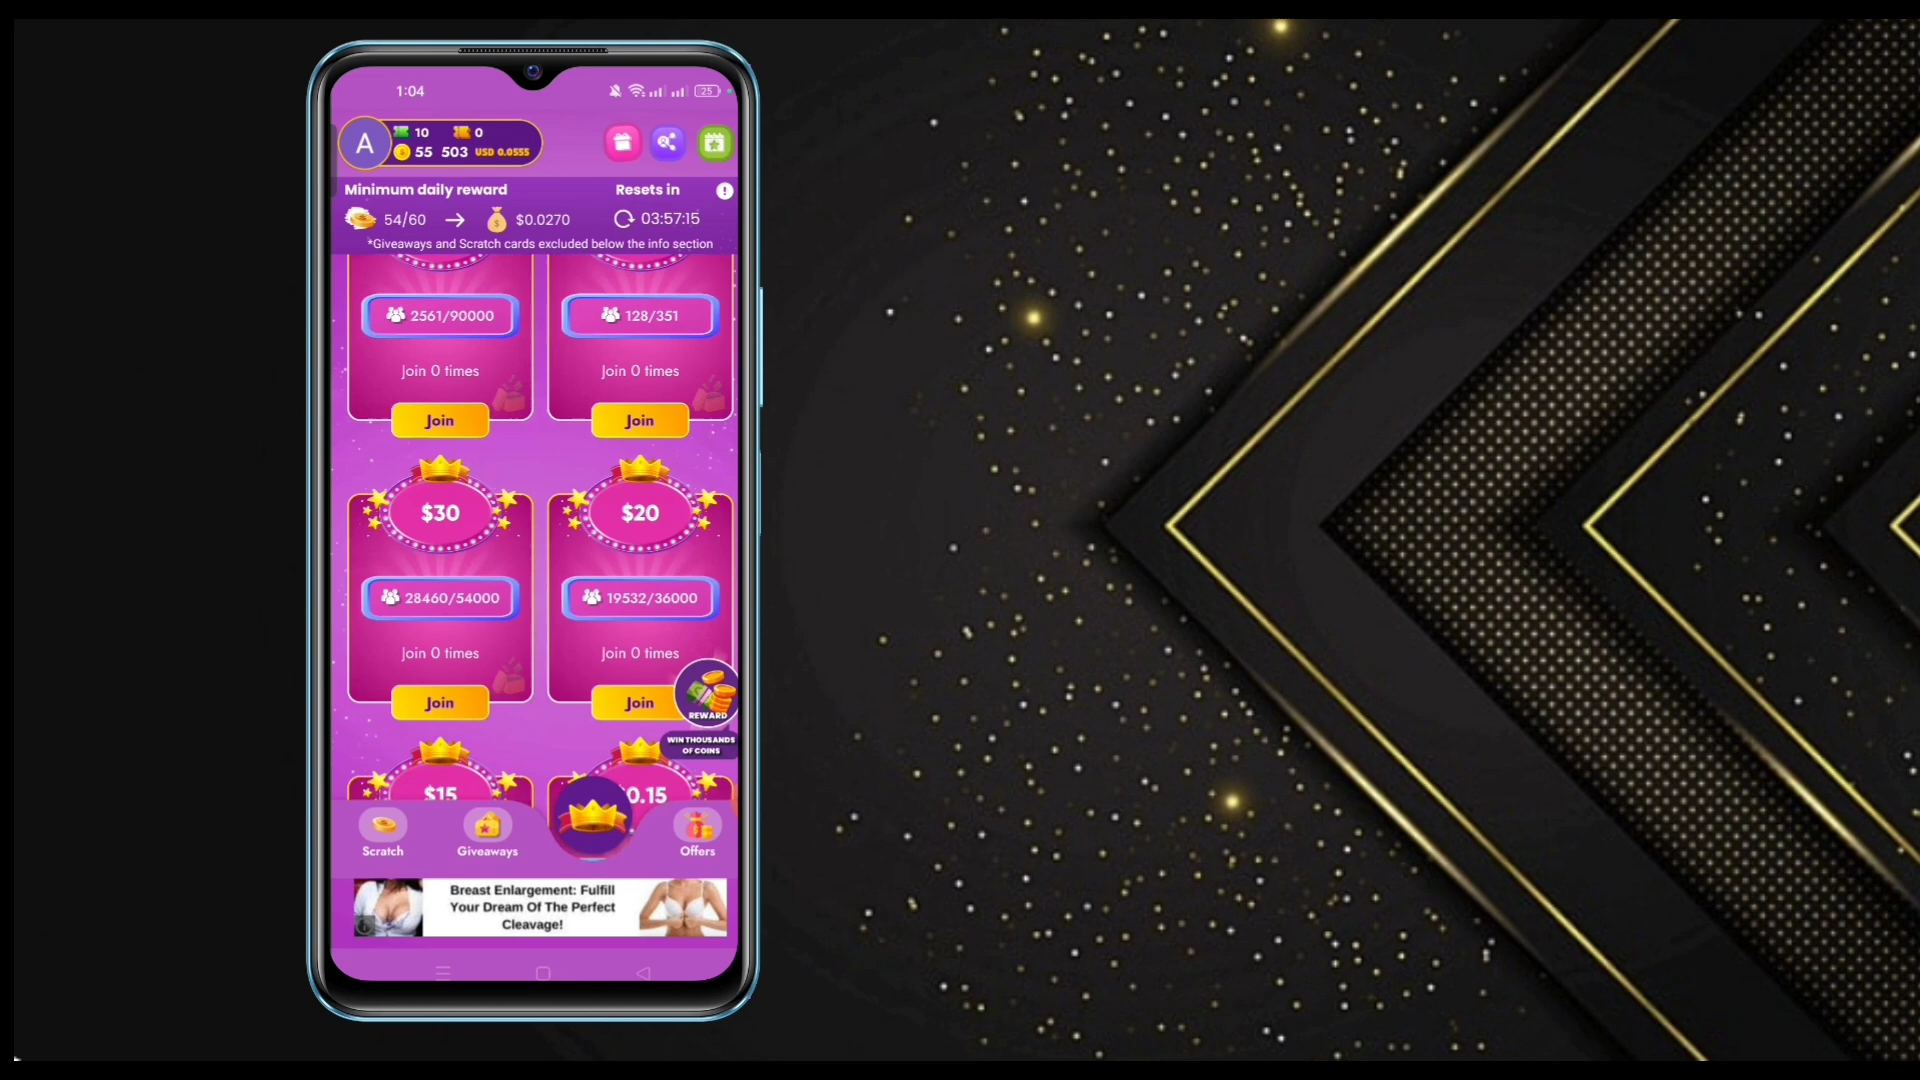 1:04
25
A
10 0
55 503 USD 0.0555
Minimum daily reward
Resets in
54/60 → $0.0270
03:57:15
*Giveaways and Scratch cards excluded below the info section
2561/90000
128/351
Join 0 times
Join 0 times
Join
Join
$30
$20
28460/54000
19532/36000
Join 0 times
Join 0 times
Join
Join
REWARD
WIN THOUSANDS
OF COINS
$15
0.15
Scratch
Giveaways
Offers
Breast Enlargement: Fulfill
Your Dream Of The Perfect
Cleavage!